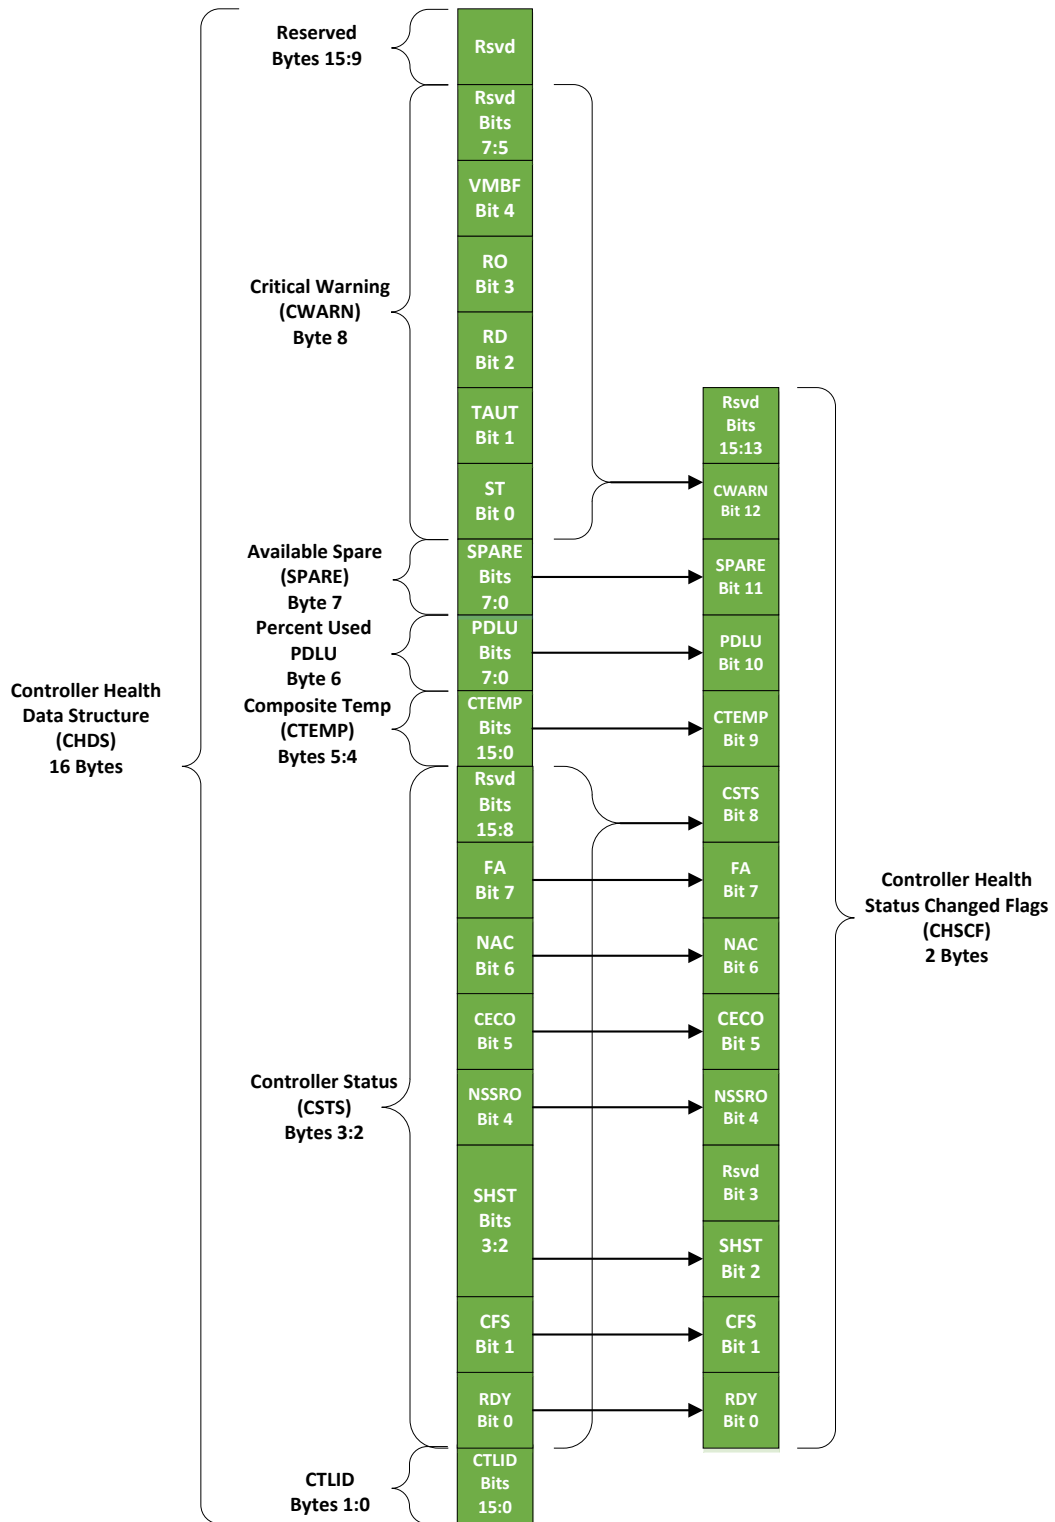 Reserved
Bytes 15:9
Rsvd
Rsvd
Bits
7:5
VMBF
Bit 4
RO
Bit 3
Critical Warning
(CWARN)
Byte 8
RD
Bit 2
TAUT
Bit 1
ST
Bit 0
Available Spare
(SPARE)
Byte 7
SPARE
Bits
7:0
Percent Used
PDLU
Byte 6
PDLU
Bits
7:0
Composite Temp
(CTEMP)
Bytes 5:4
CTEMP
Bits
15:0
Controller Health
Data Structure
(CHDS)
16 Bytes
Rsvd
Bits
15:8
FA
Bit 7
NAC
Bit 6
CECO
Bit 5
Controller Status
(CSTS)
Bytes 3:2
NSSRO
Bit 4
SHST
Bits
3:2
CFS
Bit 1
RDY
Bit 0
CTLID
Bytes 1:0
CTLID
Bits
15:0
Rsvd
Bits
15:13
CWARN
Bit 12
SPARE
Bit 11
PDLU
Bit 10
CTEMP
Bit 9
CSTS
Bit 8
FA
Bit 7
NAC
Bit 6
CECO
Bit 5
NSSRO
Bit 4
Rsvd
Bit 3
SHST
Bit 2
CFS
Bit 1
RDY
Bit 0
Controller Health
Status Changed Flags
(CHSCF)
2 Bytes